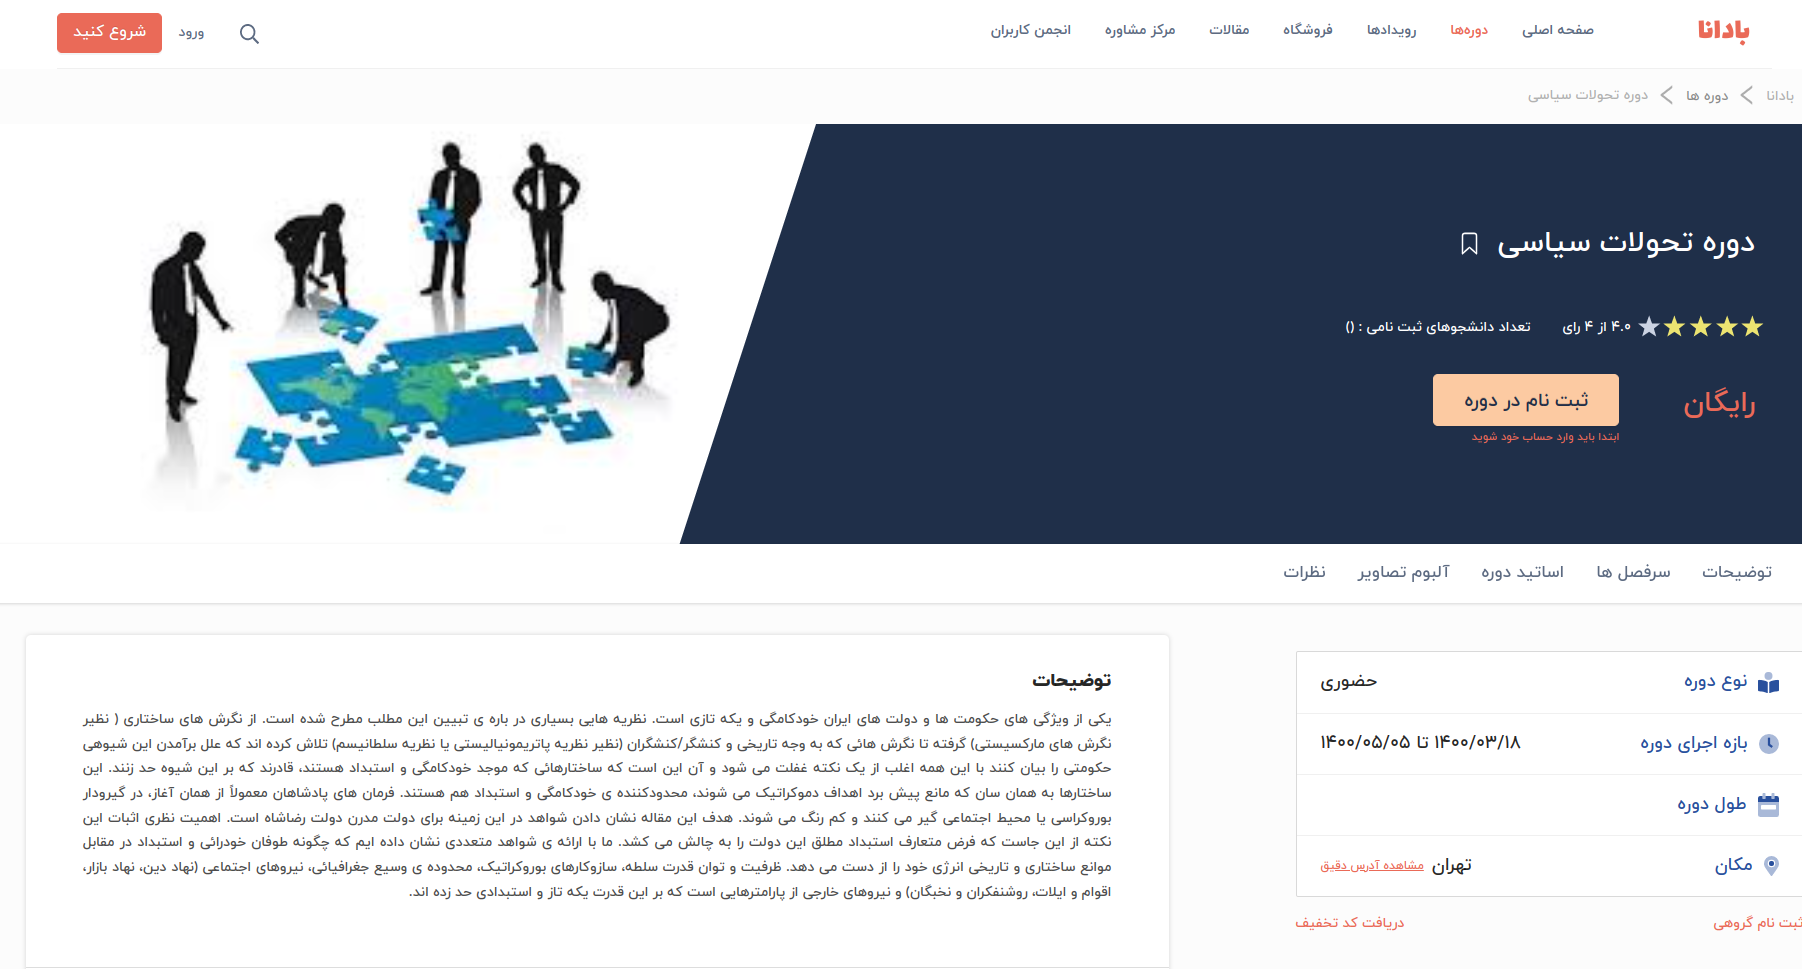 بادانا
صفحه اصلی
دوره‌ها
رویدادها
فروشگاه
مقالات
مرکز مشاوره
انجمن کاربران
ورود
شروع کنید
بادانا
دوره ها
دوره تحولات سیاسی
دوره تحولات سیاسی
۴.۰ از ۴ رای
تعداد دانشجوهای ثبت نامی : ()
رایگان
ثبت نام در دوره
ابتدا باید وارد حساب خود شوید
توضیحات
سرفصل ها
اساتید دوره
آلبوم تصاویر
نظرات
نوع دوره
حضوری
بازه اجرای دوره
۱۴۰۰/۰۳/۱۸ تا ۱۴۰۰/۰۵/۰۵
طول دوره
مکان
تهران مشاهده آدرس دقیق
ثبت نام گروهی
دریافت کد تخفیف
توضیحات
یکی از ویژگی های حکومت ها و دولت های ایران خودکامگی و یکه تازی است. نظریه هایی بسیاری در باره ی تبیین این مطلب مطرح شده است. از نگرش های ساختاری ( نظیر
نگرش های مارکسیستی) گرفته تا نگرش هائی که به وجه تاریخی و کنشگر/کنشگران (نظیر نظریه پاتریمونیالیستی یا نظریه سلطانیسم) تلاش کرده اند که علل برآمدن این شیوهی
حکومتی را بیان کنند با این همه اغلب از یک نکته غفلت می شود و آن این است که ساختارهائی که موجد خودکامگی و استبداد هستند، قادرند که بر این شیوه حد زنند. این
ساختارها به همان سان که مانع پیش برد اهداف دموکراتیک می شوند، محدودکننده ی خودکامگی و استبداد هم هستند. فرمان های پادشاهان معمولاً از همان آغاز، در گیرودار
بوروکراسی یا محیط اجتماعی گیر می کنند و کم رنگ می شوند. هدف این مقاله نشان دادن شواهد در این زمینه برای دولت مدرن دولت رضاشاه است. اهمیت نظری اثبات این
نکته از این جاست که فرض متعارف استبداد مطلق این دولت را به چالش می کشد. ما با ارائه ی شواهد متعددی نشان داده ایم که چگونه طوفان خودرائی و استبداد در مقابل
موانع ساختاری و تاریخی انرژی خود را از دست می دهد. ظرفیت و توان قدرت سلطه، سازوکارهای بوروکراتیک، محدوده ی وسیع جغرافیائی، نیروهای اجتماعی (نهاد دین، نهاد بازار،
اقوام و ایلات، روشنفکران و نخبگان) و نیروهای خارجی از پارامترهایی است که بر این قدرت یکه تاز و استبدادی حد زده اند.